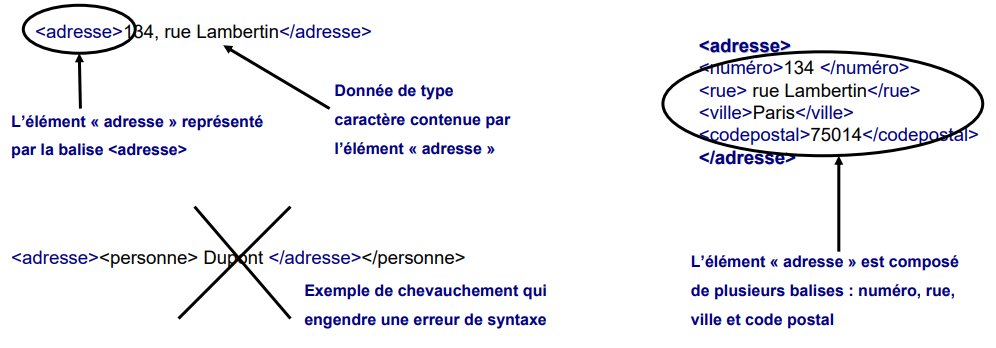 <adresse>134, rue Lambertin</adresse>
L'élément « adresse » représenté
par la balise <adresse>
Donnée de type
caractère contenue par
l'élément « adresse »
<adresse>
<numéro>134 </numéro>
<rue> rue Lambertin</rue>
<ville>Paris</ville>
<codepostal>75014</codepostal>
</adresse>
L'élément « adresse » est composé
de plusieurs balises : numéro, rue,
ville et code postal
<adresse><personne> Dupont </adresse></personne>
Exemple de chevauchement qui
engendre une erreur de syntaxe